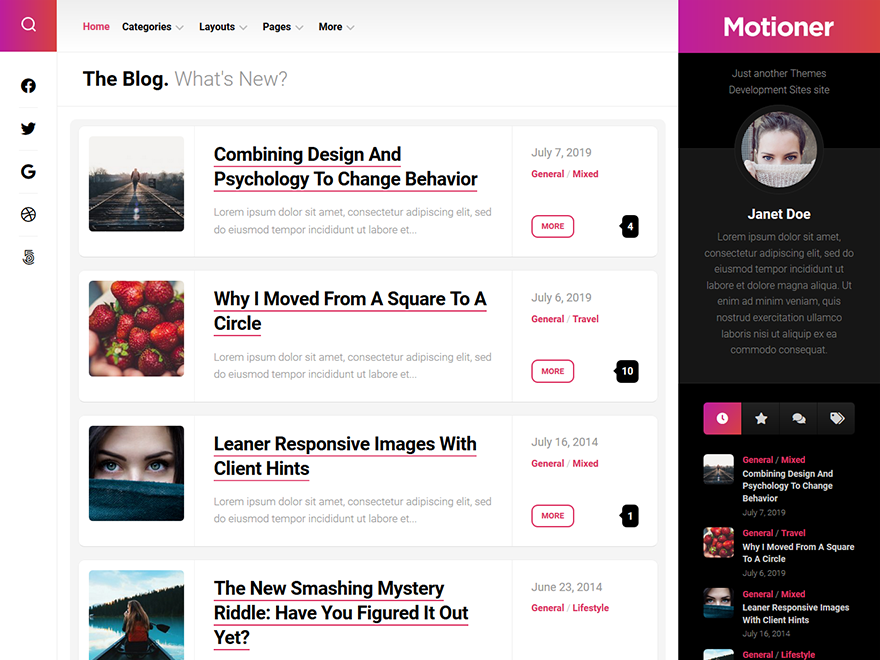 Home Categories Layouts Pages More
Motioner
The Blog. What's New?
Just another Themes
Development Sites site
Combining Design And
Psychology To Change Behavior
Lorem ipsum dolor sit amet, consectetur adipiscing elit, sed
do eiusmod tempor incididunt ut labore et...
July 7, 2019
General / Mixed
MORE
4
Why I Moved From A Square To A
Circle
Lorem ipsum dolor sit amet, consectetur adipiscing elit, sed
do eiusmod tempor incididunt ut labore et...
July 6, 2019
General / Travel
MORE
10
Leaner Responsive Images With
Client Hints
Lorem ipsum dolor sit amet, consectetur adipiscing elit, sed
do eiusmod tempor incididunt ut labore et...
July 16, 2014
General / Mixed
MORE
1
The New Smashing Mystery
Riddle: Have You Figured It Out
Yet?
June 23, 2014
General / Lifestyle
Janet Doe
Lorem ipsum dolor sit amet,
consectetur adipiscing elit, sed do
eiusmod tempor incididunt ut
labore et dolore magna aliqua. Ut
enim ad minim veniam, quis
nostrud exercitation ullamco
laboris nisi ut aliquip ex ea
commodo consequat.
General / Mixed
Combining Design And
Psychology To Change
Behavior
July 7, 2019
General / Travel
Why I Moved From A Square
To A Circle
July 6, 2019
General / Mixed
Leaner Responsive Images
With Client Hints
July 16, 2014
General / Lifestyle